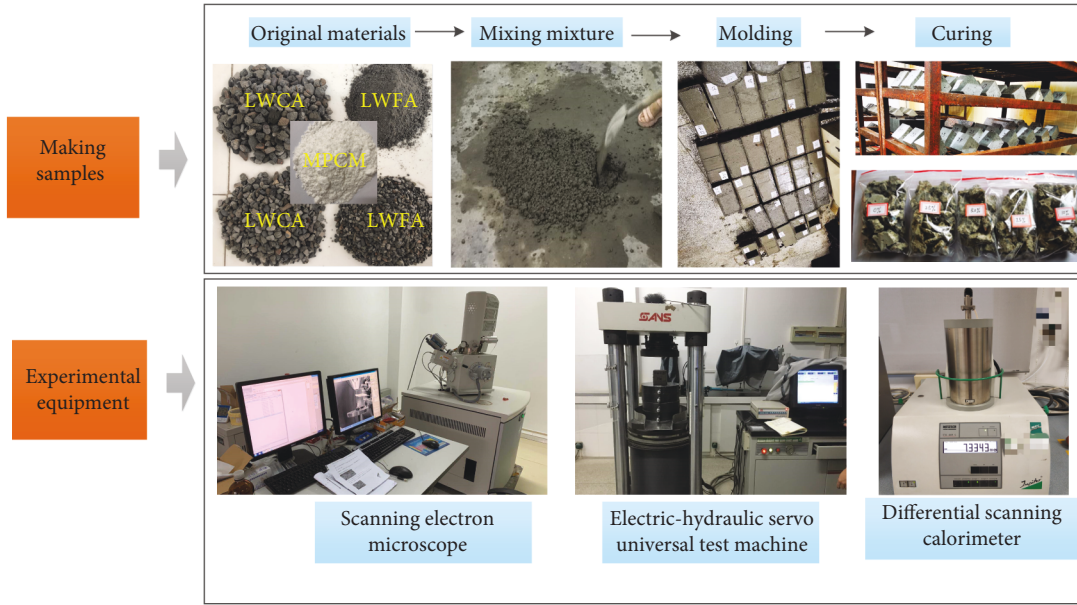 Original materials
Mixing mixture
Molding
Curing
LWCA
LWFA
MPCM
LWCA
LWFA
Making
samples
SANS
Experimental
equipment
73343
Scanning electron
microscope
Electric-hydraulic servo
universal test machine
Differential scanning
calorimeter